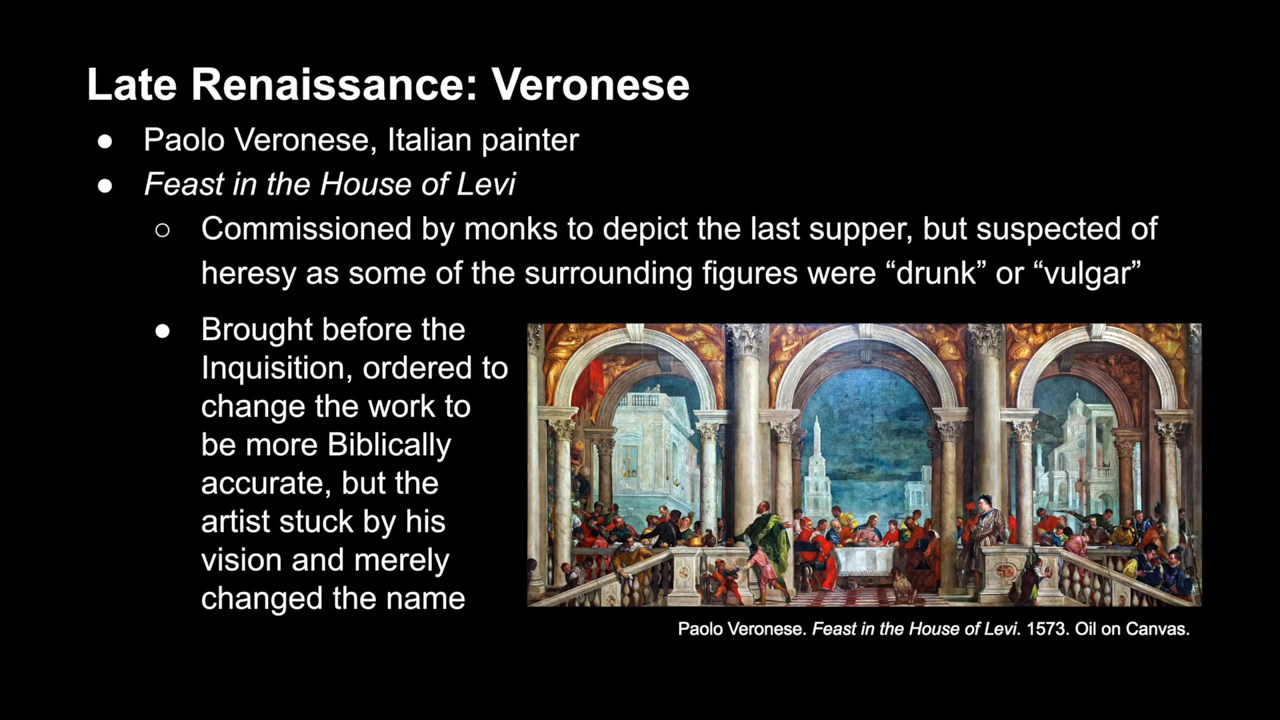 Late Renaissance: Veronese
● Paolo Veronese, Italian painter
● Feast in the House of Levi
○ Commissioned by monks to depict the last supper, but suspected of
heresy as some of the surrounding figures were “drunk” or “vulgar”
● Brought before the
Inquisition, ordered to
change the work to
be more Biblically
accurate, but the
artist stuck by his
vision and merely
changed the name
Paolo Veronese. Feast in the House of Levi. 1573. Oil on Canvas.